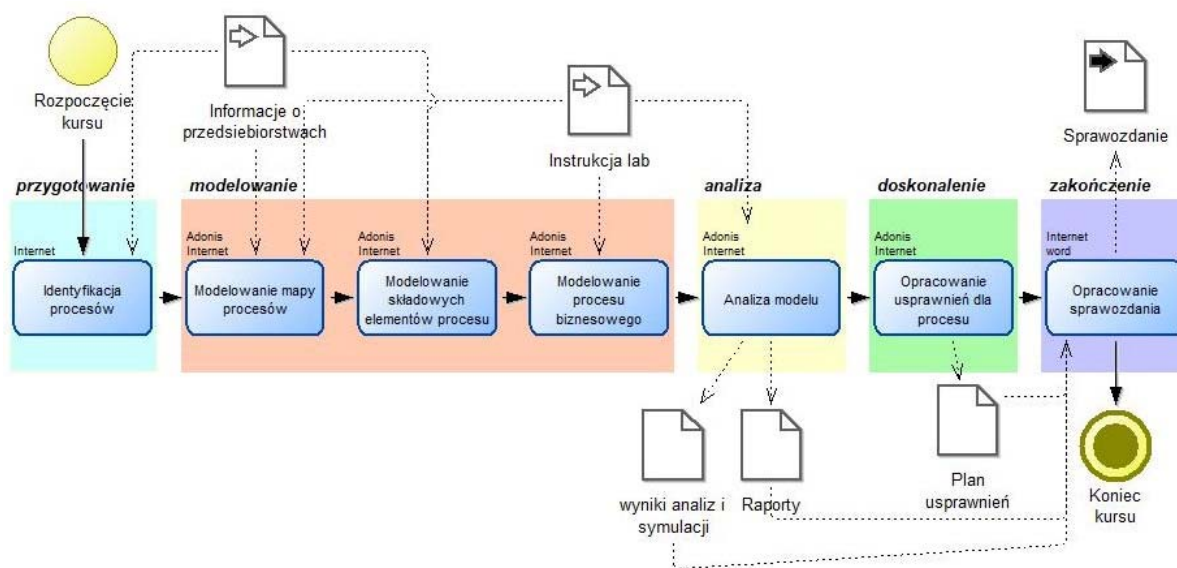 Rozpoczęcie
kursu
Informacje o
przedsiebiorstwach
Instrukcja lab
Sprawozdanie
przygotowanie
modelowanie
analiza
doskonalenie
zakończenie
Internet
Identyfikacja
procesów
Adonis
Internet
Modelowanie mapy
procesów
Adonis
Internet
Modelowanie
składowych
elementów procesu
Adonis
Internet
Modelowanie
procesu
biznesowego
Adonis
Internet
Analiza modelu
Adonis
Internet
Opracowanie
usprawnień dla
procesu
Internet
word
Opracowanie
sprawozdania
wyniki analiz i
symulacji
Raporty
Plan
usprawnień
Koniec
kursu